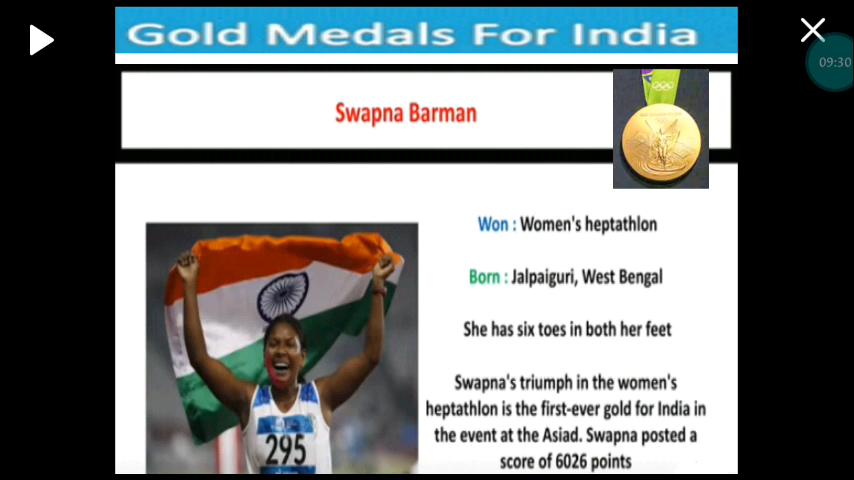 Gold Medals For India
09:30
Swapna Barman
Won : Women's heptathlon
Born : Jalpaiguri, West Bengal
She has six toes in both her feet
Swapna's triumph in the women's
heptathlon is the first-ever gold for India in
the event at the Asiad. Swapna posted a
score of 6026 points
295